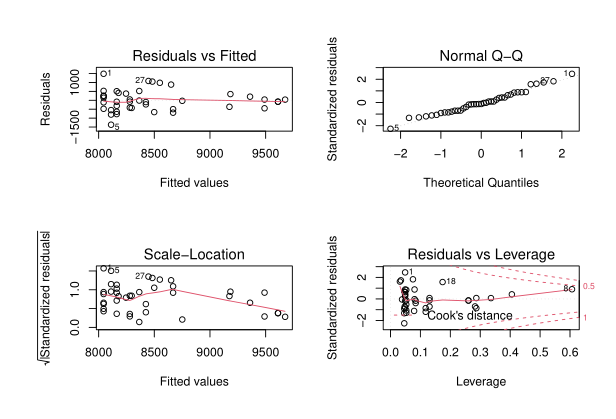 Residuals vs Fitted
Residuals
1000
−1500
1
27
5
8000 8500 9000 9500
Fitted values
Normal Q−Q
Standardized residuals
2
0
−2
5
27
1
−2 −1 0 1 2
Theoretical Quantiles
Scale−Location
√|Standardized residuals|
1.0
0.0
1
5
27
8000 8500 9000 9500
Fitted values
Residuals vs Leverage
Standardized residuals
2
0
−2
1
18
8
0.5
1
Cook's distance
0.0 0.1 0.2 0.3 0.4 0.5 0.6
Leverage